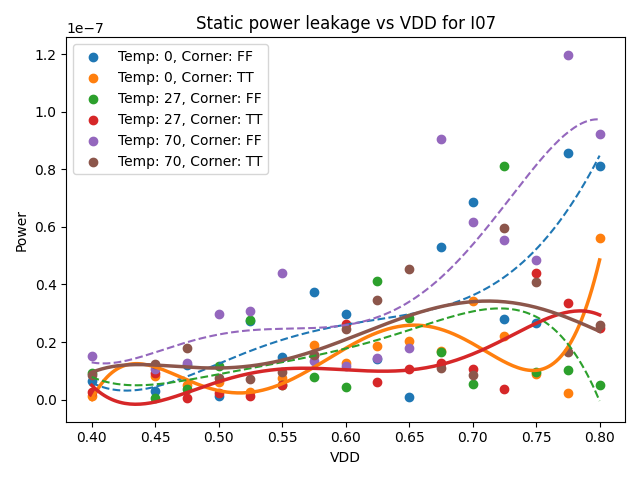 Static power leakage vs VDD for I07
1e−7
Temp: 0, Corner: FF
Temp: 0, Corner: TT
Temp: 27, Corner: FF
Temp: 27, Corner: TT
Temp: 70, Corner: FF
Temp: 70, Corner: TT
1.2
1.0
0.8
0.6
0.4
0.2
0.0
Power
0.40 0.45 0.50 0.55 0.60 0.65 0.70 0.75 0.80
VDD